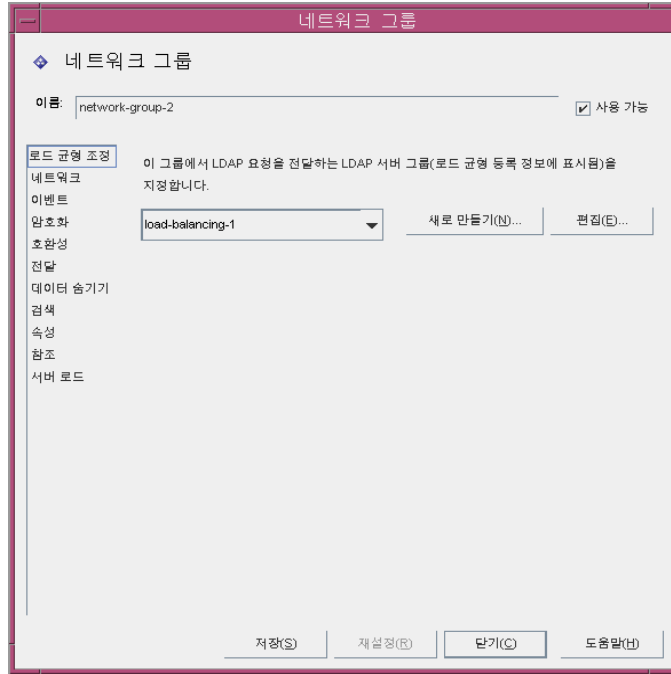 네트워크 그룹
네트워크 그룹
이름: network-group-2
사용 가능
로드 균형 조정
네트워크
이벤트
암호화
호환성
전달
데이터 숨기기
검색
속성
참조
서버 로드
이 그룹에서 LDAP 요청을 전달하는 LDAP 서버 그룹(로드 균형 등록 정보에 표시됨)을
지정합니다.
load-balancing-1
새로 만들기(N)...
편집(E)...
저장(S)
재설정(R)
닫기(C)
도움말(H)